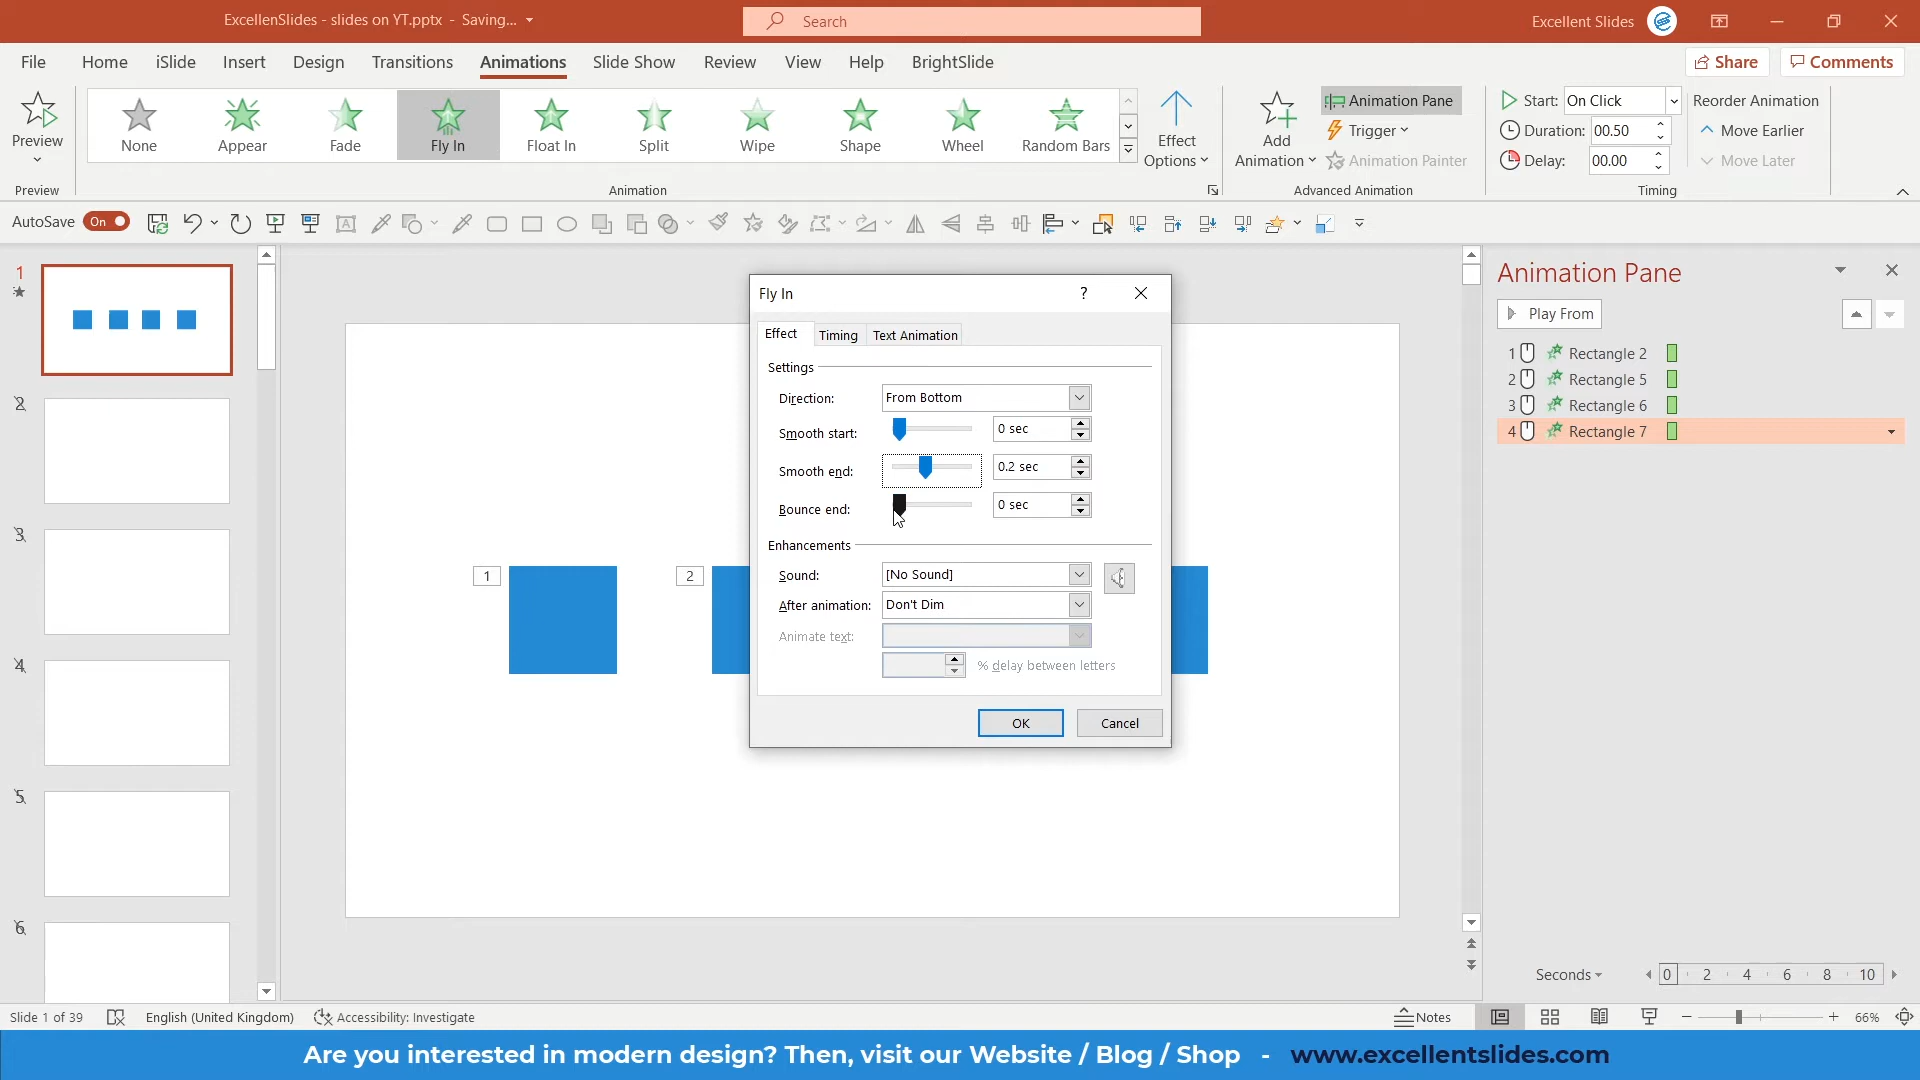 ExcellenSlides - slides on YT.pptx - Saving...
Search
Excellent Slides
File Home iSlide Insert Design Transitions Animations Slide Show Review View Help BrightSlide
Share Comments
Preview
None Appear Fade Fly In Float In Split Wipe Shape Wheel Random Bars
Effect Options
Add Animation
Animation Pane
Trigger
Animation Painter
Start: On Click
Duration: 00.50
Delay: 00.00
Reorder Animation
Move Earlier
Move Later
Preview Animation Advanced Animation Timing
AutoSave On
1
2
3
4
5
6
1
2
Fly In ?
Effect Timing Text Animation
Settings
Direction: From Bottom
Smooth start: 0 sec
Smooth end: 0.2 sec
Bounce end: 0 sec
Enhancements
Sound: [No Sound]
After animation: Don't Dim
Animate text:
% delay between letters
OK Cancel
Animation Pane
Play From
1 Rectangle 2
2 Rectangle 5
3 Rectangle 6
4 Rectangle 7
Seconds 0 2 4 6 8 10
Slide 1 of 39 English (United Kingdom) Accessibility: Investigate Notes 66%
Are you interested in modern design? Then, visit our Website / Blog / Shop - www.excellentslides.com